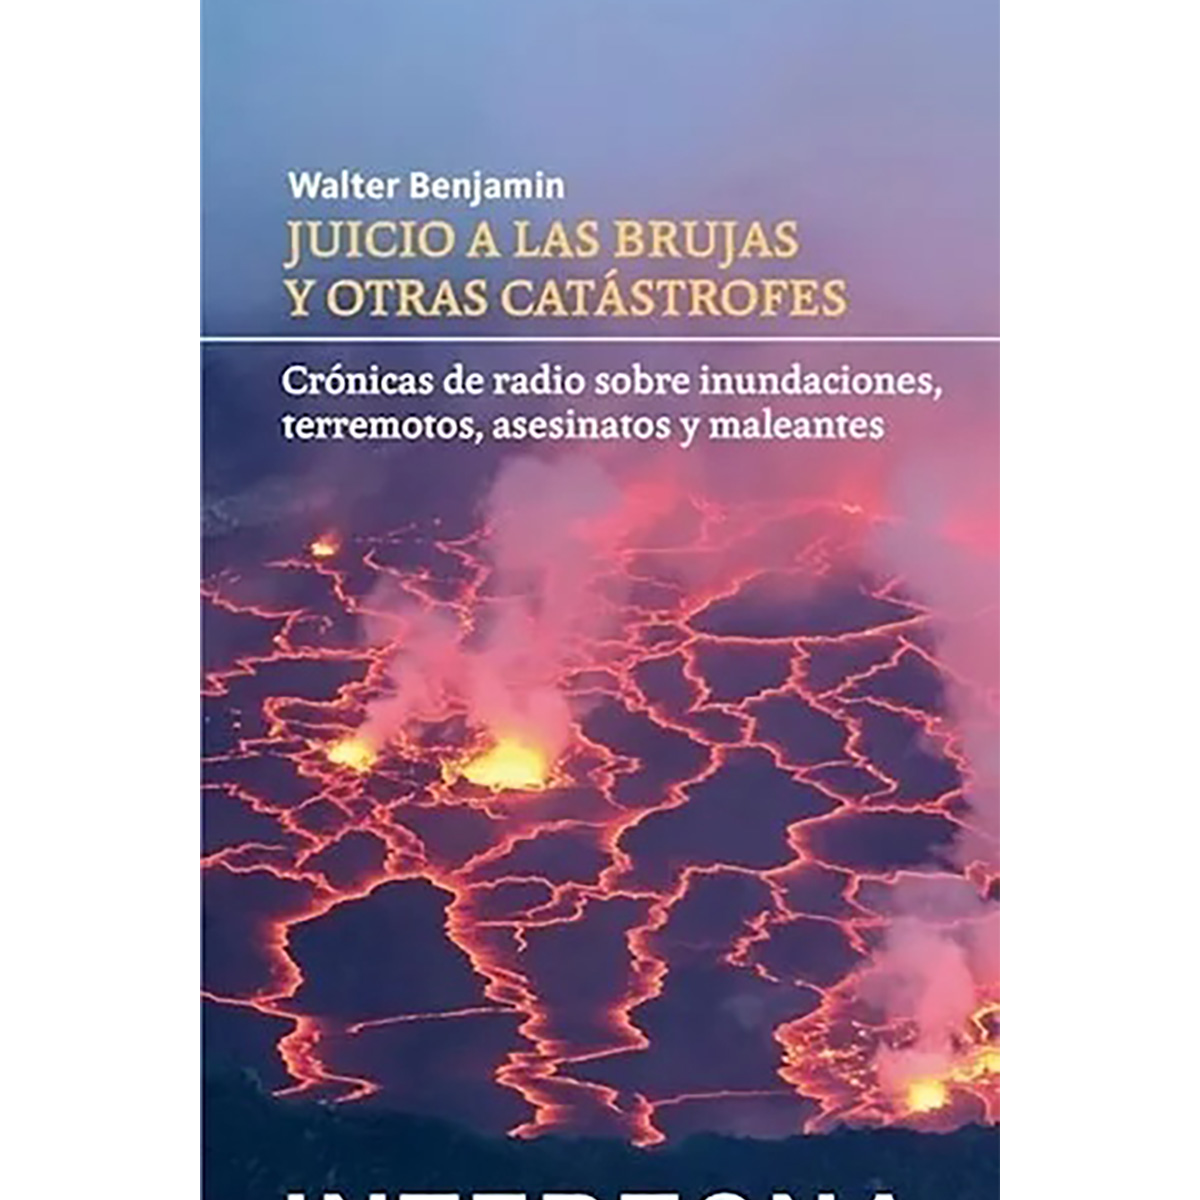 Walter Benjamin
JUICIO A LAS BRUJAS
Y OTRAS CATÁSTROFES
Crónicas de radio sobre inundaciones,
terremotos, asesinatos y maleantes